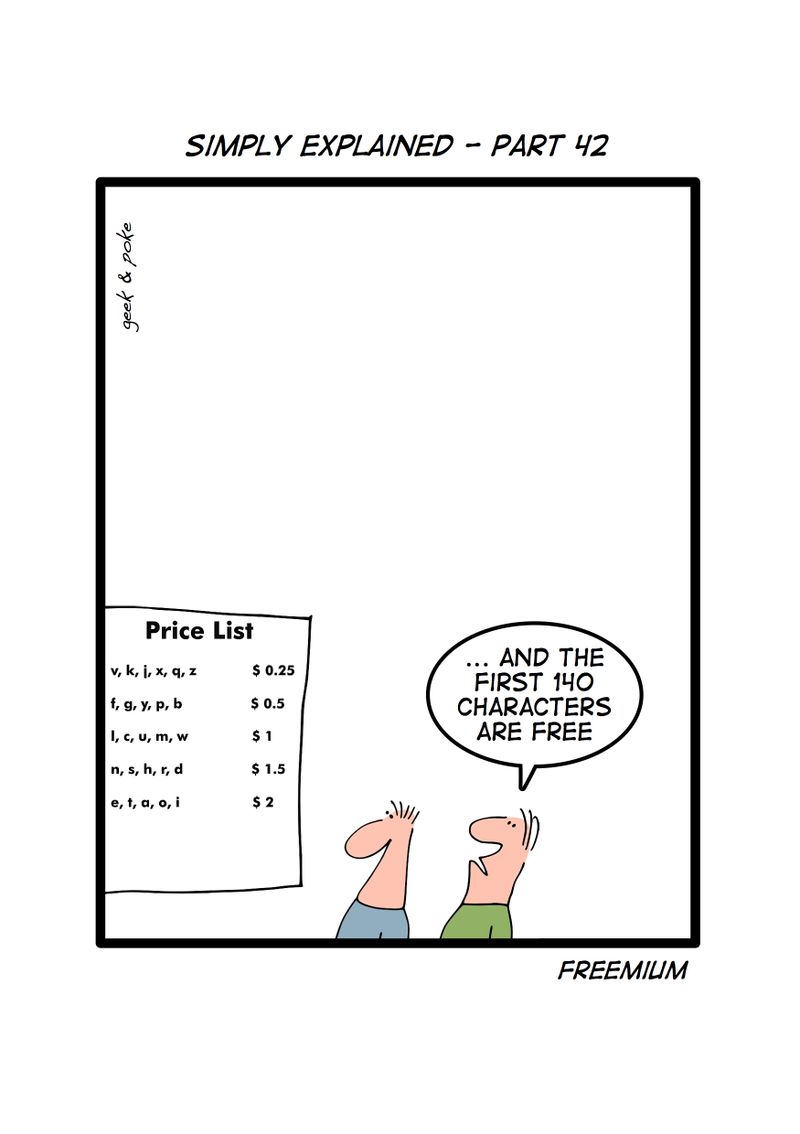 SIMPLY EXPLAINED - PART 42
geek & poke
Price List
v, k, j, x, q, z $ 0.25
f, g, y, p, b $ 0.5
l, c, u, m, w $ 1
n, s, h, r, d $ 1.5
e, t, a, o, i $ 2
... AND THE
FIRST 140
CHARACTERS
ARE FREE
FREEMIUM